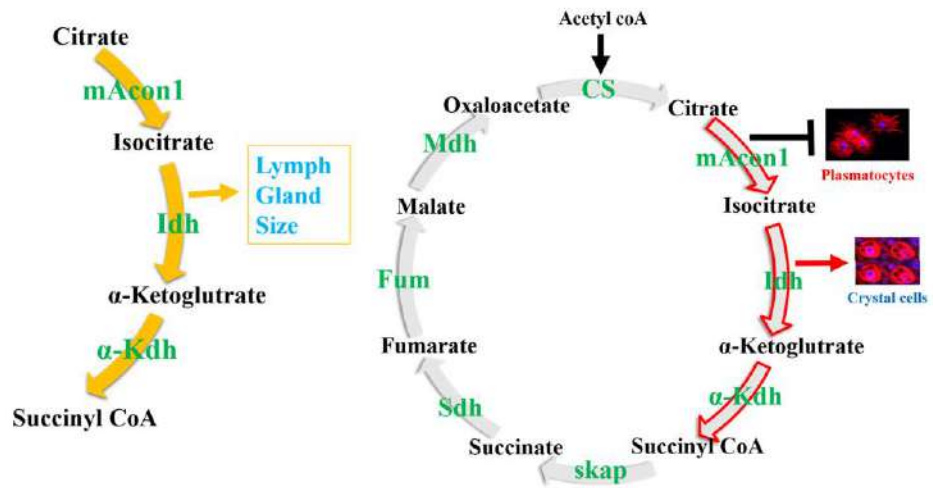 Citrate
mAcon1
Isocitrate
Idh
Lymph
Gland
Size
α-Ketoglutrate
α-Kdh
Succinyl CoA
Acetyl coA
CS
Oxaloacetate
Citrate
Mdh
mAcon1
Plasmatocytes
Malate
Isocitrate
Fum
Idh
Crystal cells
Fumarate
α-Ketoglutrate
Sdh
α-Kdh
Succinate
Succinyl CoA
skap